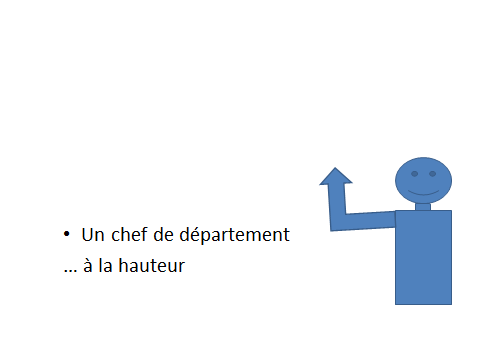 • Un chef de département
... à la hauteur